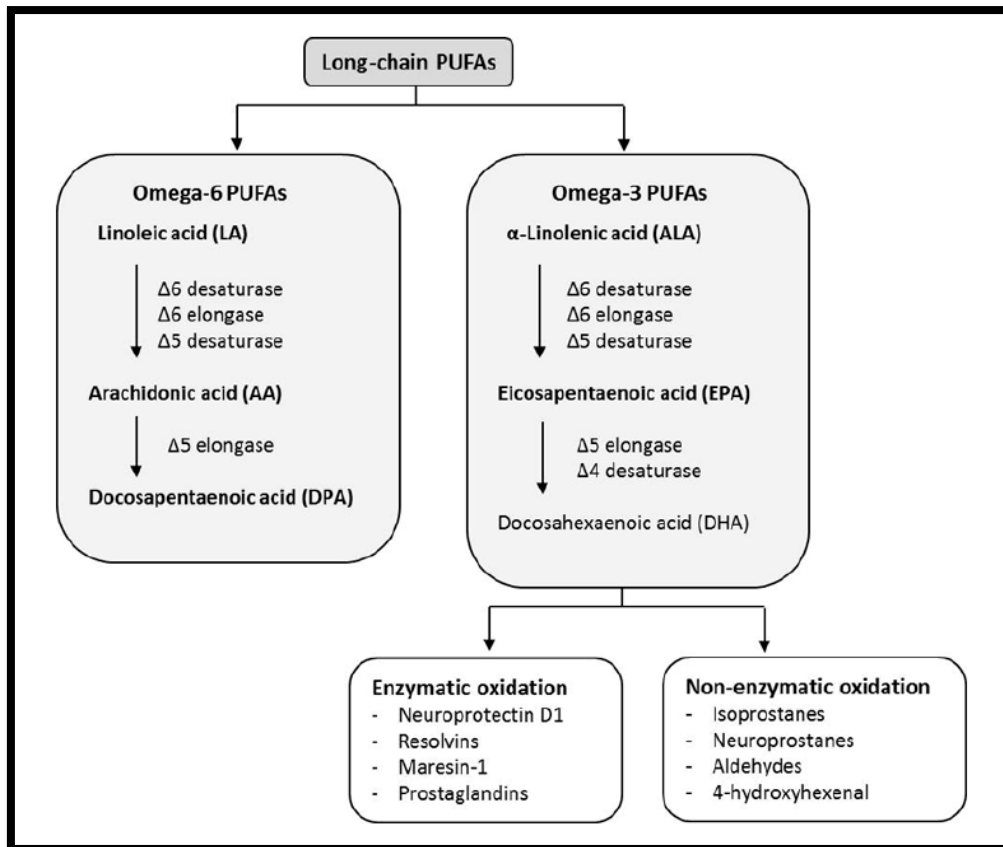 Long-chain PUFAs
Omega-6 PUFAs
Linoleic acid (LA)
Δ6 desaturase
Δ6 elongase
Δ5 desaturase
Arachidonic acid (AA)
Δ5 elongase
Docosapentaenoic acid (DPA)
Omega-3 PUFAs
α-Linolenic acid (ALA)
Δ6 desaturase
Δ6 elongase
Δ5 desaturase
Eicosapentaenoic acid (EPA)
Δ5 elongase
Δ4 desaturase
Docosahexaenoic acid (DHA)
Enzymatic oxidation
- Neuroprotectin D1
- Resolvins
- Maresin-1
- Prostaglandins
Non-enzymatic oxidation
- Isoprostanes
- Neuroprostanes
- Aldehydes
- 4-hydroxyhexenal